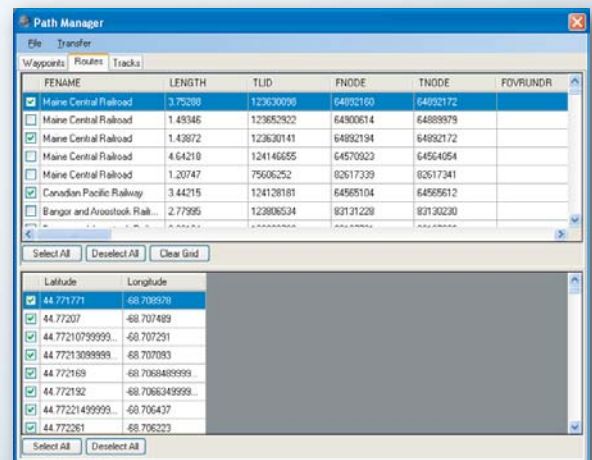 Path Manager
File Transfer
Waypoints Routes Tracks
FENAME LENGTH TLID FNODE TNODE FOVRUNDR
Maine Central Railroad 3.75288 123630098 64892160 64892172
Maine Central Railroad 1.49346 123652922 64900614 64889979
Maine Central Railroad 1.43872 123630141 64892194 64892172
Maine Central Railroad 4.64218 124146655 64570923 64564054
Maine Central Railroad 1.20747 75606252 82617339 82617341
Canadian Pacific Railway 3.44215 124128181 64565104 64565612
Bangor and Aroostook Railr... 2.77995 123806534 83131228 83130230
Select All Deselect All Clear Grid
Latitude Longitude
44.771771 -68.708978
44.77207 -68.707489
44.77210799999... -68.707291
44.77213099999... -68.707093
44.772169 -68.7068489999...
44.772192 -68.7066349999...
44.77221499999... -68.706437
44.772261 -68.706223
Select All Deselect All